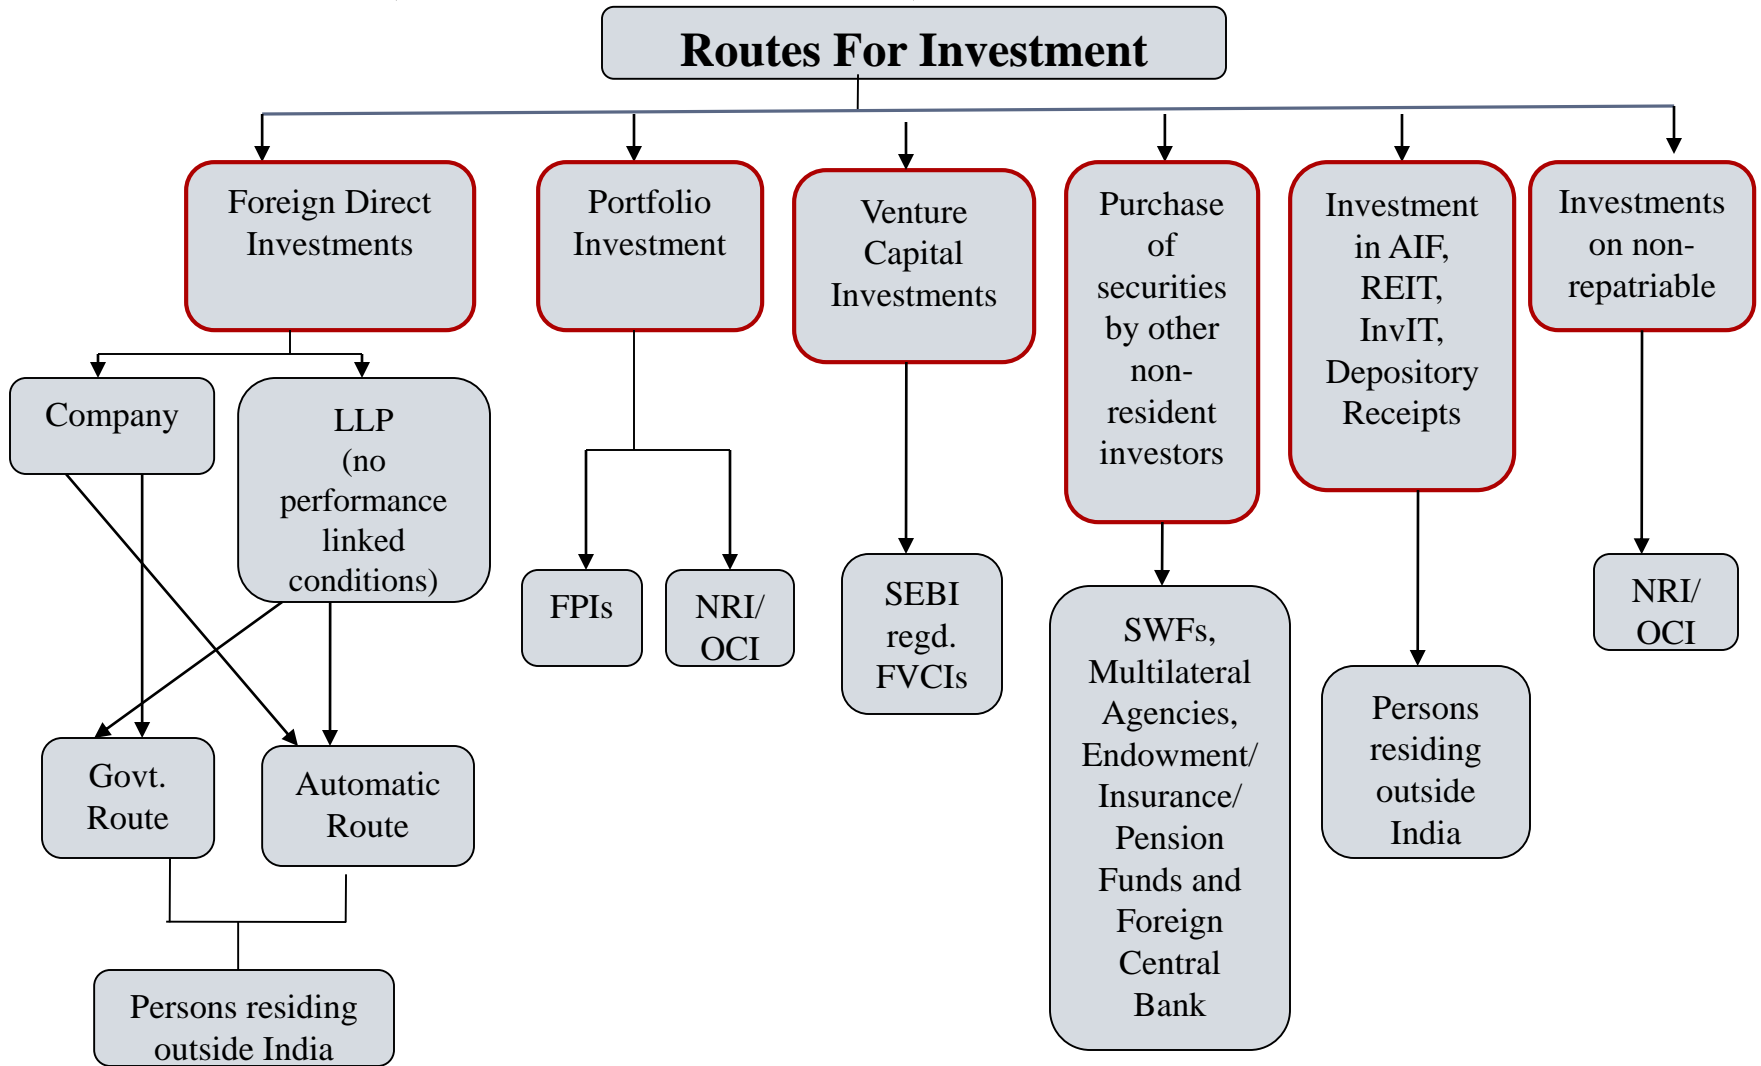 Routes For Investment
Foreign Direct
Investments
Portfolio
Investment
Venture
Capital
Investments
Purchase
of
securities
by other
non-
resident
investors
Investment
in AIF,
REIT,
InvIT,
Depository
Receipts
Investments
on non-
repatriable
Company
LLP
(no
performance
linked
conditions)
FPIs
NRI/
OCI
SEBI
regd.
FVCIs
SWFs,
Multilateral
Agencies,
Endowment/
Insurance/
Pension
Funds and
Foreign
Central
Bank
Persons
residing
outside
India
NRI/
OCI
Govt.
Route
Automatic
Route
Persons residing
outside India